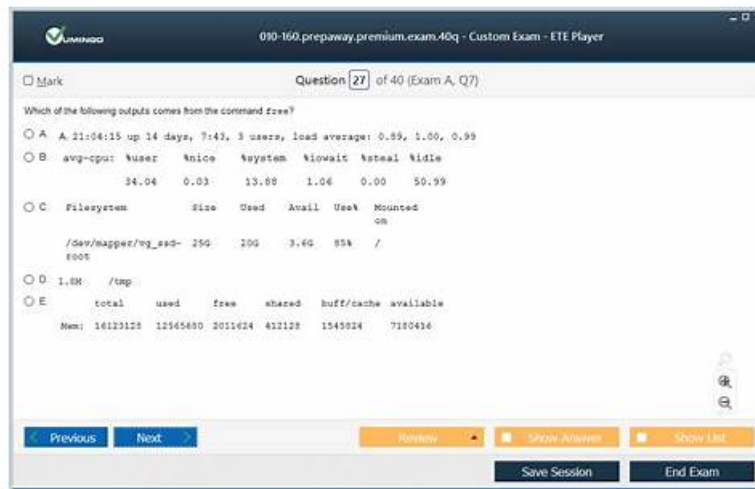 VUMINGO
010-160.prepaway.premium.exam.40q - Custom Exam - ETE Player
Mark
Question 27 of 40 (Exam A, Q7)
Which of the following outputs comes from the command free?
A. A. 21:04:15 up 14 days, 7:43, 3 users, load average: 0.89, 1.00, 0.99
B. avg-cpu: %user %nice %system %iowait %steal %idle
34.04 0.03 13.88 1.06 0.00 50.99
C. Filesystem Size Used Avail Use% Mounted
on
/dev/mapper/vg_ssd- 25G 20G 3.6G 85% /
root
D. 1.8M /tmp
E. total used free shared buff/cache available
Mem: 16123128 12565680 2011624 412128 1545824 7180416
Previous
Next
Review
Show Answer
Show List
Save Session
End Exam